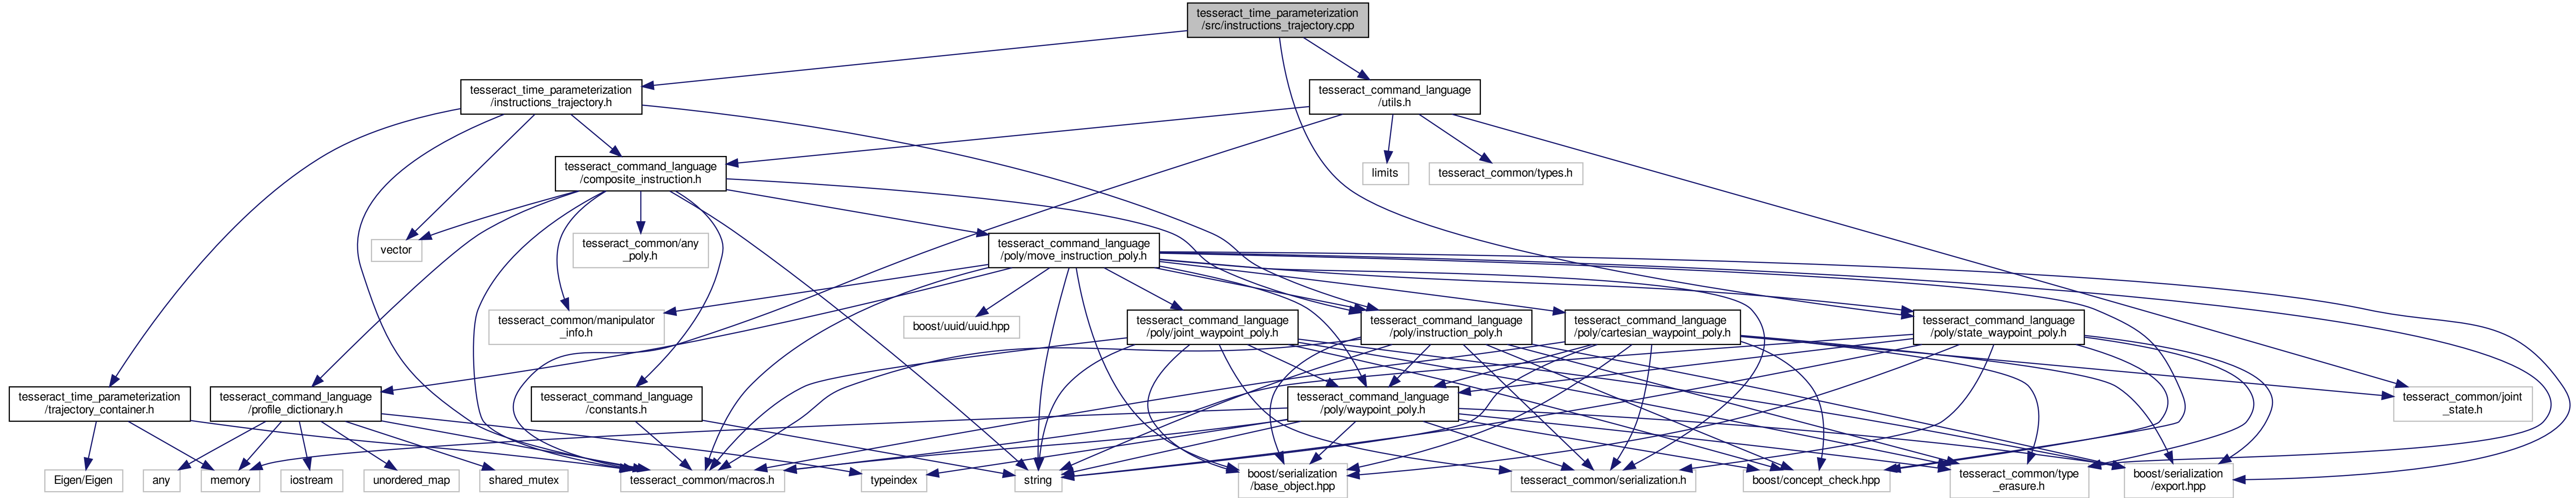 tesseract_time_parameterization
/src/instructions_trajectory.cpp
tesseract_time_parameterization
/instructions_trajectory.h
tesseract_command_language
/utils.h
tesseract_command_language
/composite_instruction.h
limits
tesseract_common/types.h
vector
tesseract_common/any
_poly.h
tesseract_command_language
/poly/move_instruction_poly.h
tesseract_common/manipulator
_info.h
boost/uuid/uuid.hpp
tesseract_command_language
/poly/joint_waypoint_poly.h
tesseract_command_language
/poly/instruction_poly.h
tesseract_command_language
/poly/cartesian_waypoint_poly.h
tesseract_command_language
/poly/state_waypoint_poly.h
tesseract_time_parameterization
/trajectory_container.h
tesseract_command_language
/profile_dictionary.h
tesseract_command_language
/constants.h
tesseract_command_language
/poly/waypoint_poly.h
tesseract_common/joint
_state.h
Eigen/Eigen
any
memory
iostream
unordered_map
shared_mutex
tesseract_common/macros.h
typeindex
string
boost/serialization
/base_object.hpp
tesseract_common/serialization.h
boost/concept_check.hpp
tesseract_common/type
_erasure.h
boost/serialization
/export.hpp